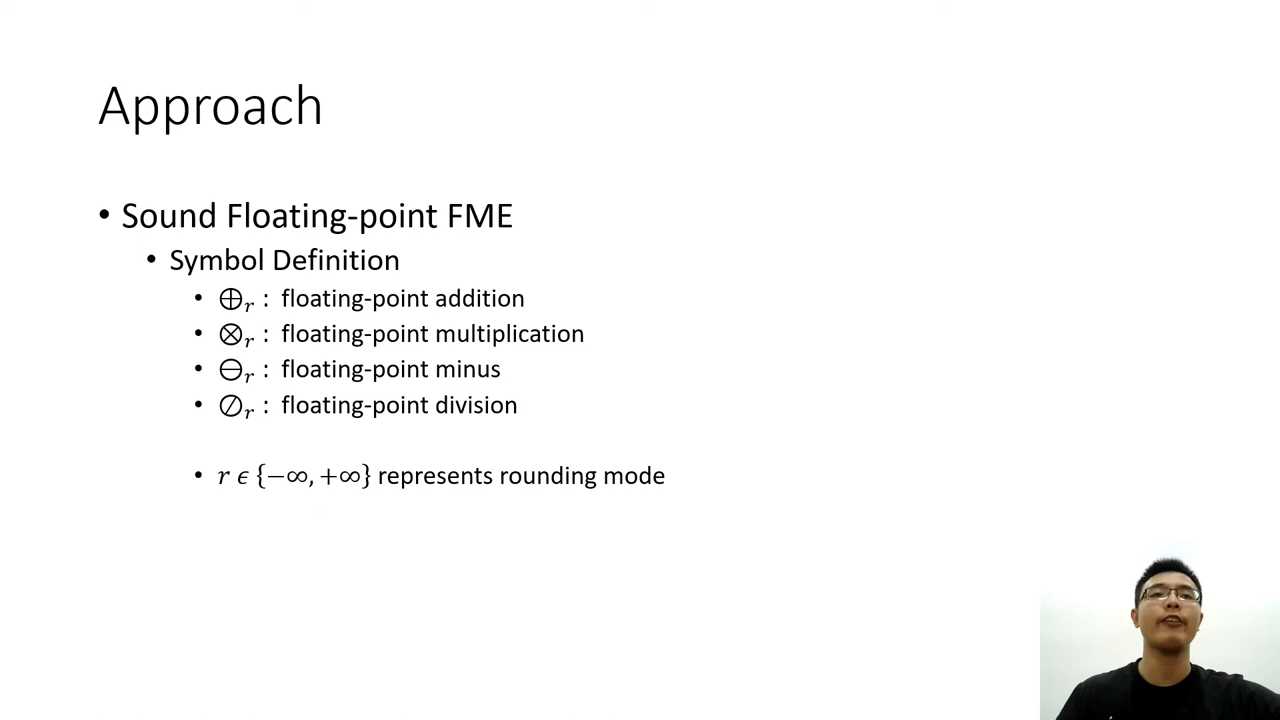 Approach
• Sound Floating-point FME
• Symbol Definition
• ⊕r : floating-point addition
• ⊗r : floating-point multiplication
• ⊖r : floating-point minus
• ⊘r : floating-point division
• r ϵ {−∞, +∞} represents rounding mode